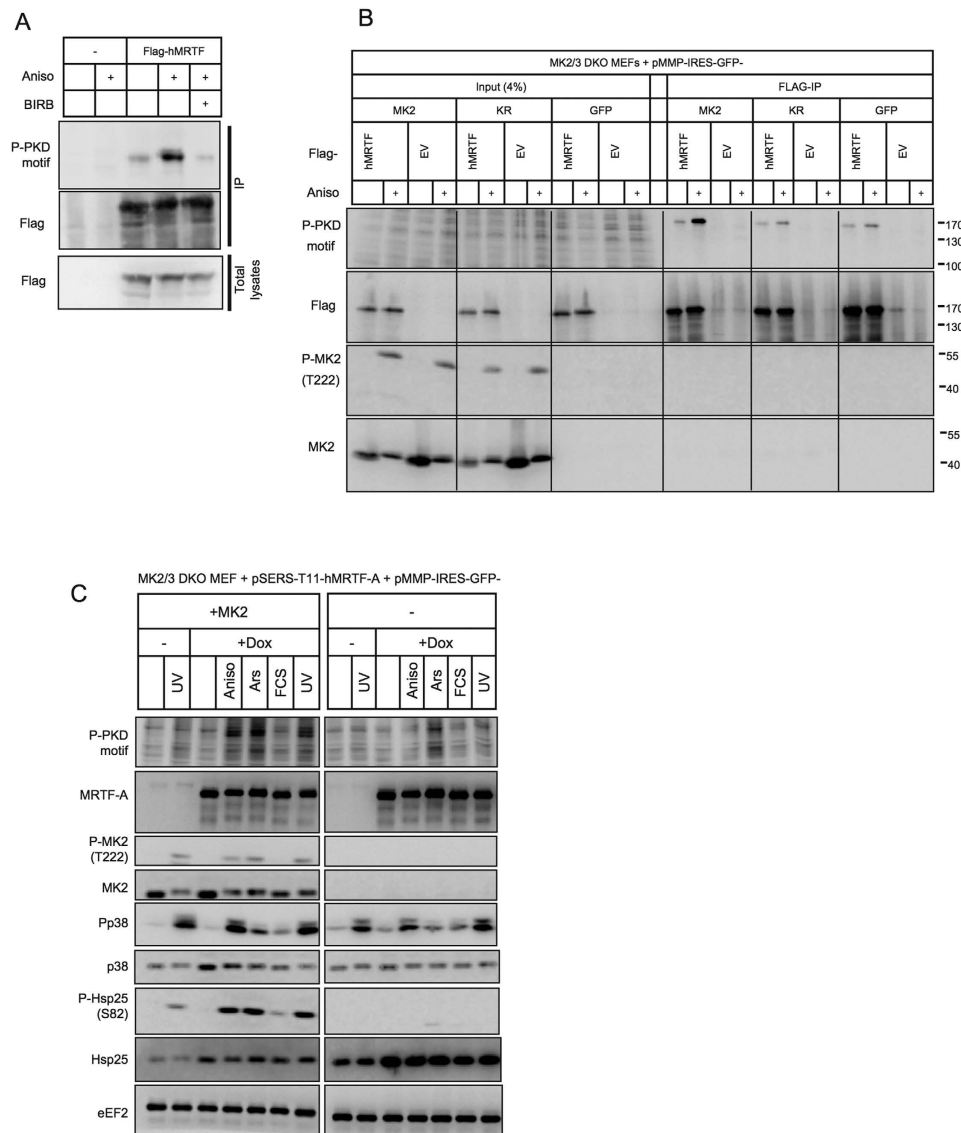 A
- Flag-hMRTF
Aniso + + +
BIRB +
P-PKD
motif
Flag
IP
Flag
Total
lysates
B
MK2/3 DKO MEFs + pMMP-IRES-GFP-
Input (4%) FLAG-IP
MK2 KR GFP MK2 KR GFP
Flag- hMRTF EV hMRTF EV hMRTF EV hMRTF EV hMRTF EV hMRTF EV
Aniso + + + + + + + + + + + +
P-PKD
motif
170
130
100
Flag
170
130
P-MK2
(T222)
55
40
MK2
55
40
C
MK2/3 DKO MEF + pSERS-T11-hMRTF-A + pMMP-IRES-GFP-
+MK2 -
- +Dox - +Dox
UV Aniso Ars FCS UV UV Aniso Ars FCS UV
P-PKD
motif
MRTF-A
P-MK2
(T222)
MK2
Pp38
p38
P-Hsp25
(S82)
Hsp25
eEF2